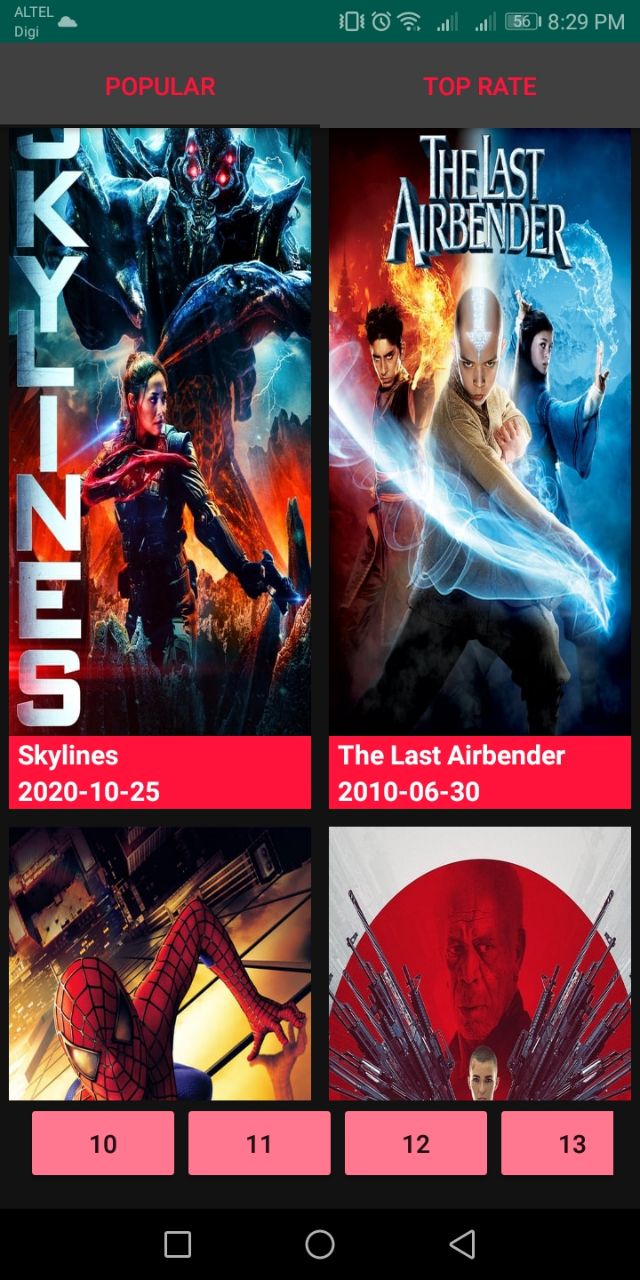 ALTEL
Digi
56
8:29 PM
POPULAR
TOP RATE
SKYLINES
THE LAST
AIRBENDER
Skylines
2020-10-25
The Last Airbender
2010-06-30
10
11
12
13